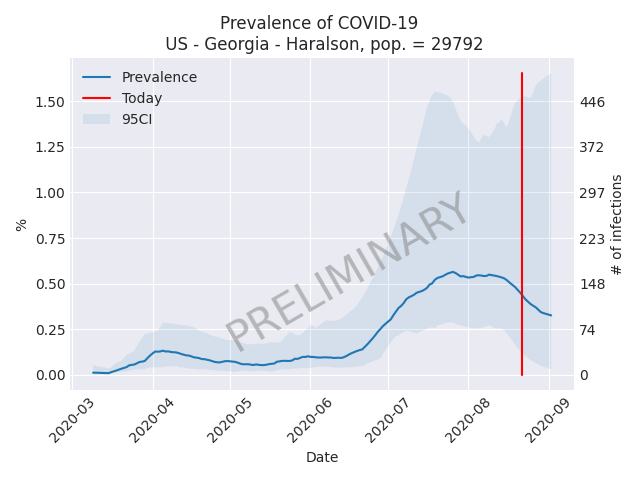 Prevalence of COVID-19
US - Georgia - Haralson, pop. = 29792
Prevalence
Today
95CI
1.50
1.25
1.00
0.75
0.50
0.25
0.00
%
446
372
297
223
148
74
0
# of infections
PRELIMINARY
2020-03
2020-04
2020-05
2020-06
2020-07
2020-08
2020-09
Date